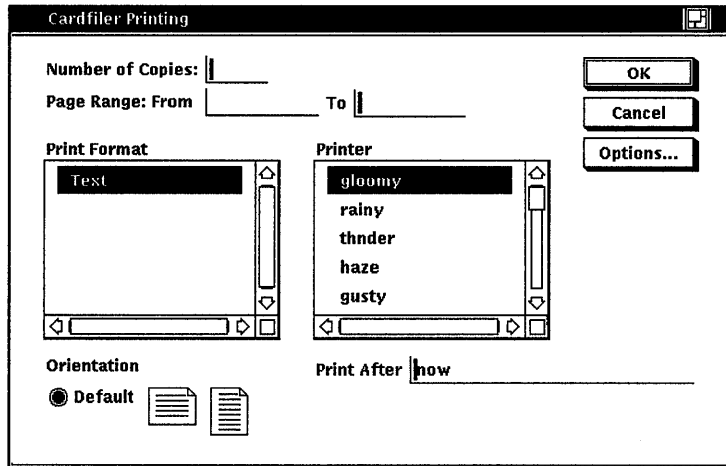 Cardfiler Printing
Number of Copies:
OK
Page Range: From To
Cancel
Print Format Printer
Options...
Text
gloomy
rainy
thnder
haze
gusty
Orientation
Print After now
Default